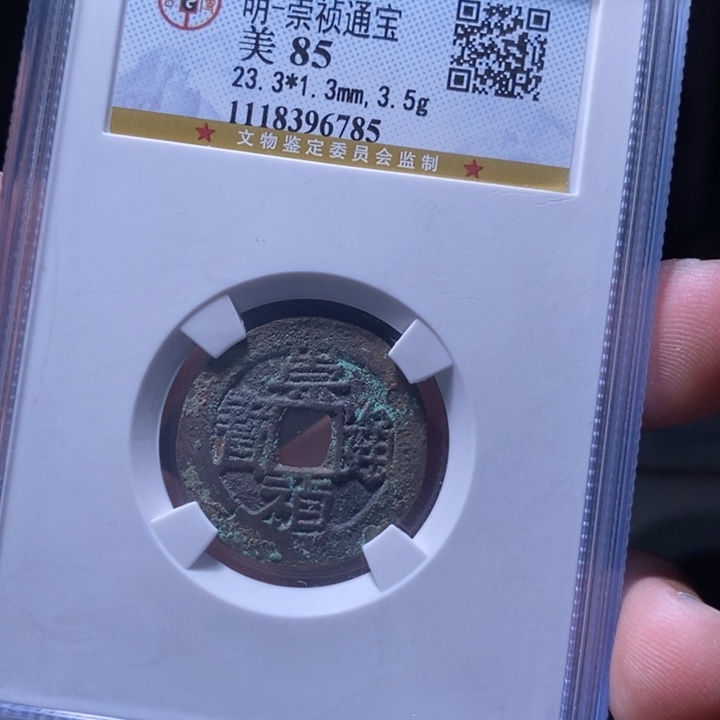 明-崇祯通宝
美 85
23.3*1.3mm, 3.5g
1118396785
★ 文物鉴定委员会监制 ★
崇
寳 通
禎